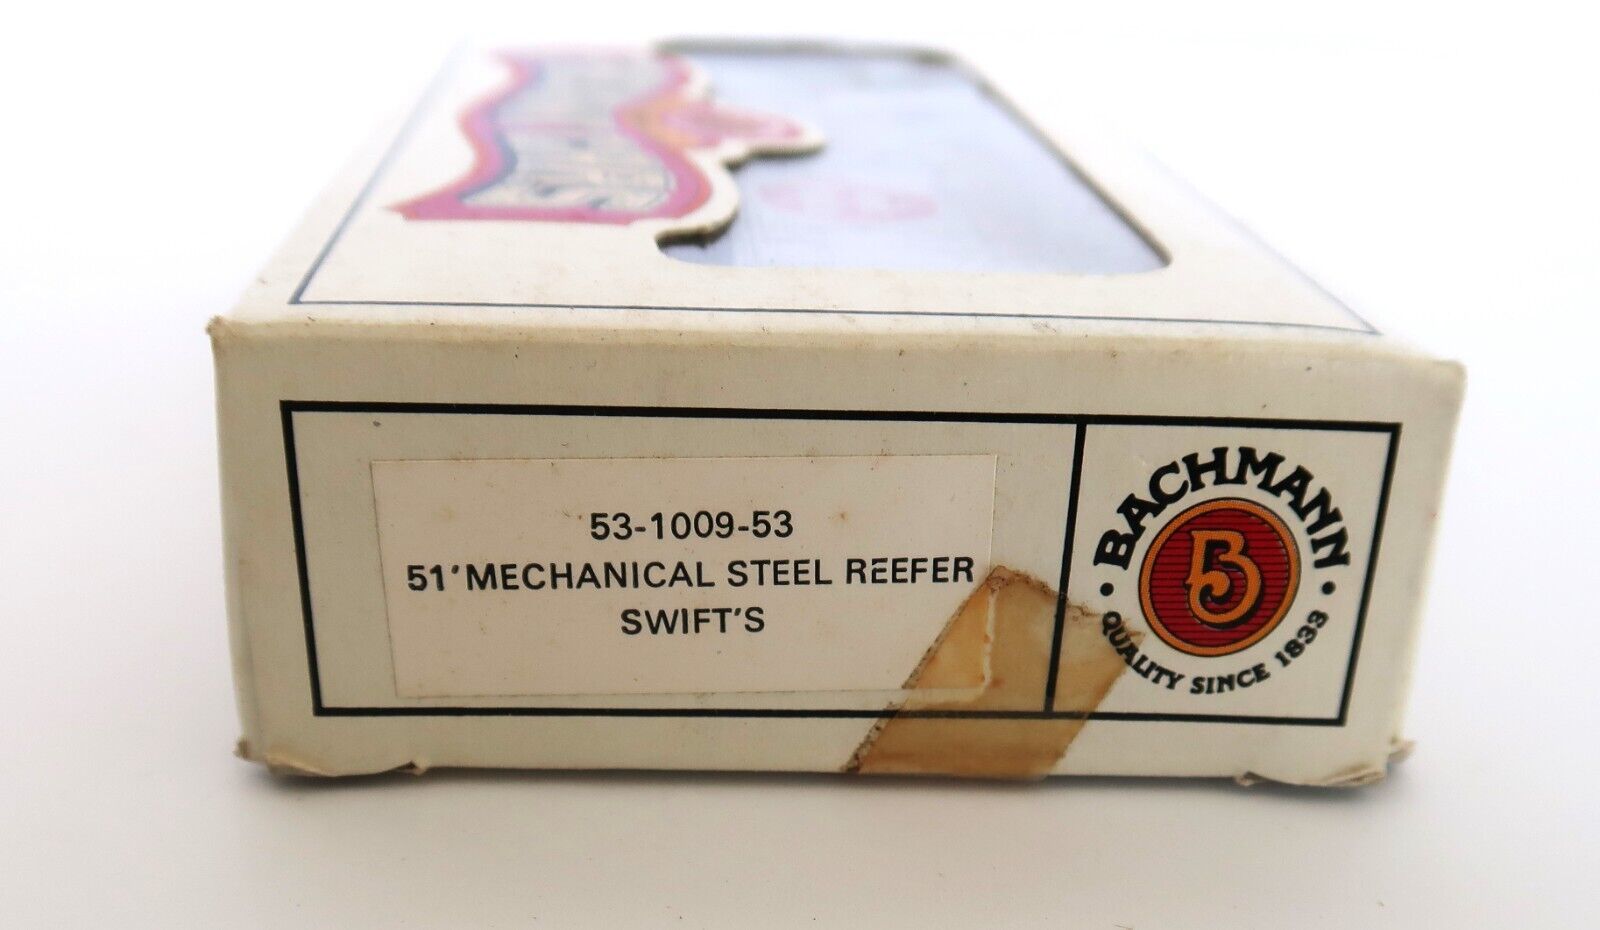 53-1009-53
51' MECHANICAL STEEL REEFER
SWIFT'S
BACHMANN
B
• QUALITY SINCE 1833 •